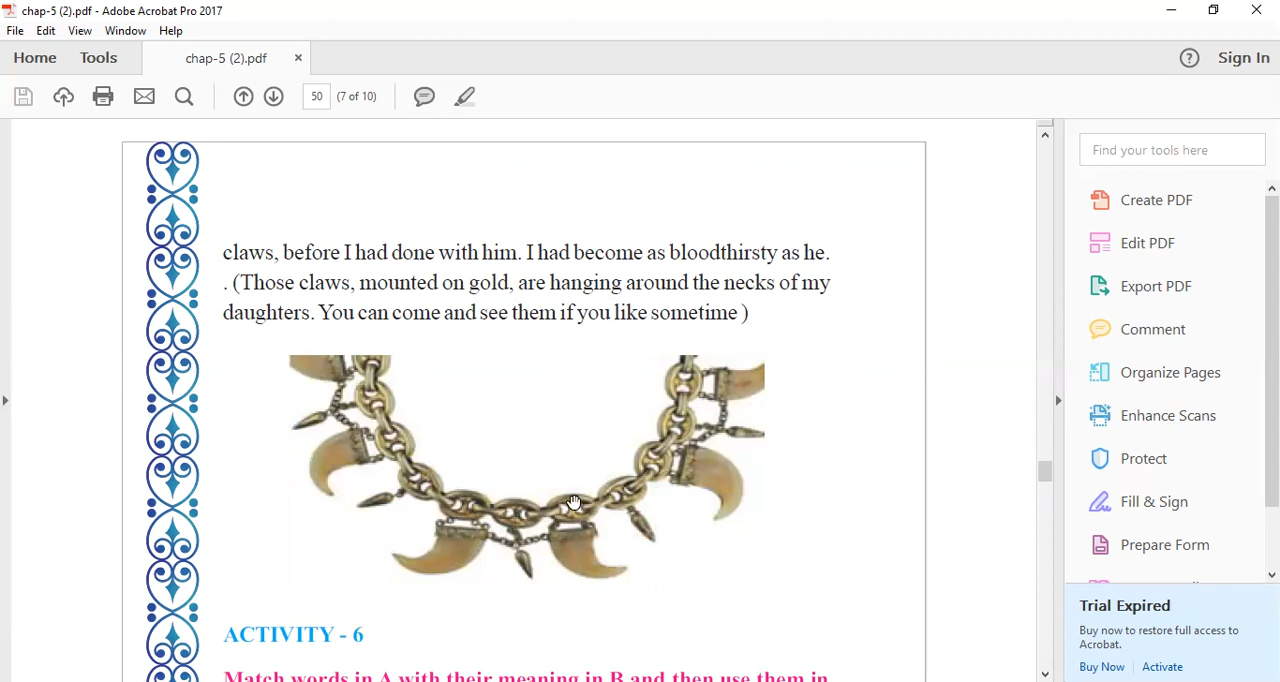 chap-5 (2).pdf - Adobe Acrobat Pro 2017
File Edit View Window Help
Home Tools chap-5 (2).pdf × ? Sign In
50 (7 of 10)
Find your tools here
Create PDF
Edit PDF
Export PDF
Comment
Organize Pages
Enhance Scans
Protect
Fill & Sign
Prepare Form
Trial Expired
Buy now to restore full access to
Acrobat.
Buy Now Activate
claws, before I had done with him. I had become as bloodthirsty as he.
. (Those claws, mounted on gold, are hanging around the necks of my
daughters. You can come and see them if you like sometime )
ACTIVITY - 6
Match words in A with their meaning in B and then use them in